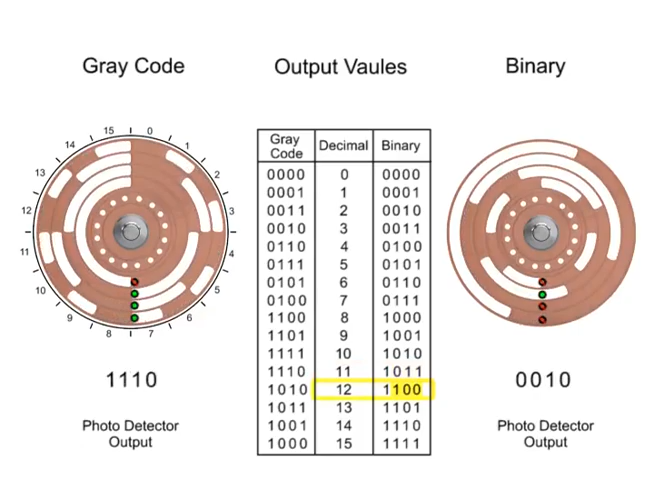 Gray Code
Output Vaules
Binary
15 0
14 1
13 2
12 3
11 4
10 5
9 6
8 7
Gray Code Decimal Binary
0000 0 0000
0001 1 0001
0011 2 0010
0010 3 0011
0110 4 0100
0111 5 0101
0101 6 0110
0100 7 0111
1100 8 1000
1101 9 1001
1111 10 1010
1110 11 1011
1010 12 1100
1011 13 1101
1001 14 1110
1000 15 1111
1110
Photo Detector
Output
0010
Photo Detector
Output